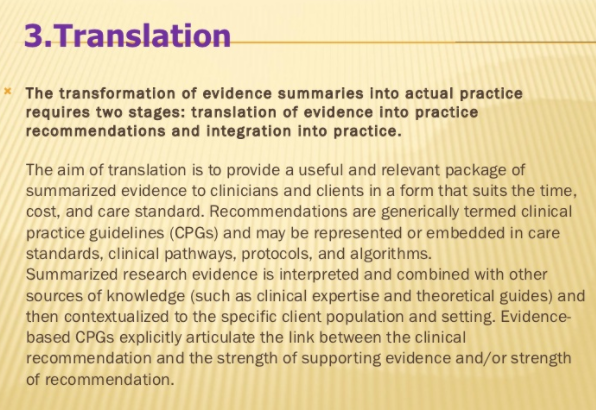 3.Translation
The transformation of evidence summaries into actual practice
requires two stages: translation of evidence into practice
recommendations and integration into practice.
The aim of translation is to provide a useful and relevant package of
summarized evidence to clinicians and clients in a form that suits the time,
cost, and care standard. Recommendations are generically termed clinical
practice guidelines (CPGs) and may be represented or embedded in care
standards, clinical pathways, protocols, and algorithms.
Summarized research evidence is interpreted and combined with other
sources of knowledge (such as clinical expertise and theoretical guides) and
then contextualized to the specific client population and setting. Evidence-
based CPGs explicitly articulate the link between the clinical
recommendation and the strength of supporting evidence and/or strength
of recommendation.